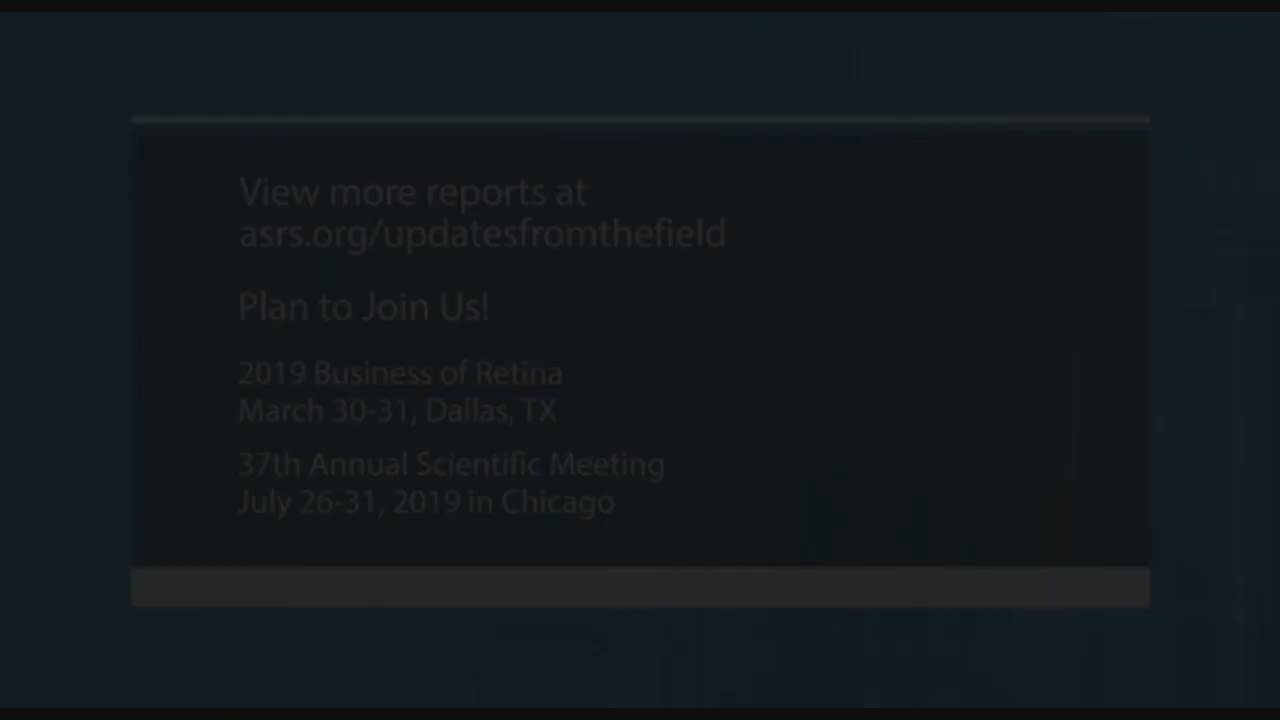 View more reports at
asrs.org/updatesfromthefield
Plan to Join Us!
2019 Business of Retina
March 30-31, Dallas, TX
37th Annual Scientific Meeting
July 26-31, 2019 in Chicago